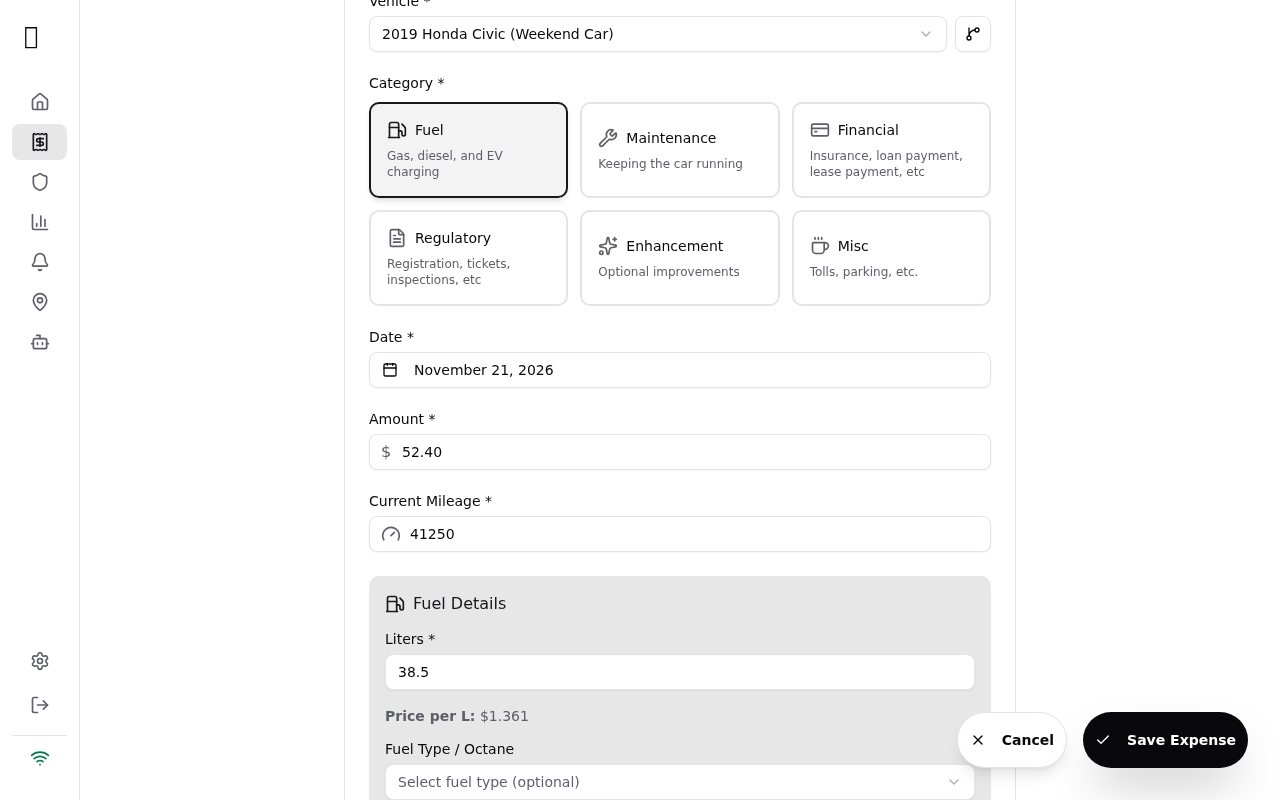 Vehicle *
2019 Honda Civic (Weekend Car)
Category *
Fuel
Gas, diesel, and EV
charging
Maintenance
Keeping the car running
Financial
Insurance, loan payment,
lease payment, etc
Regulatory
Registration, tickets,
inspections, etc
Enhancement
Optional improvements
Misc
Tolls, parking, etc.
Date *
November 21, 2026
Amount *
$ 52.40
Current Mileage *
41250
Fuel Details
Liters *
38.5
Price per L: $1.361
Fuel Type / Octane
Select fuel type (optional)
Cancel
Save Expense